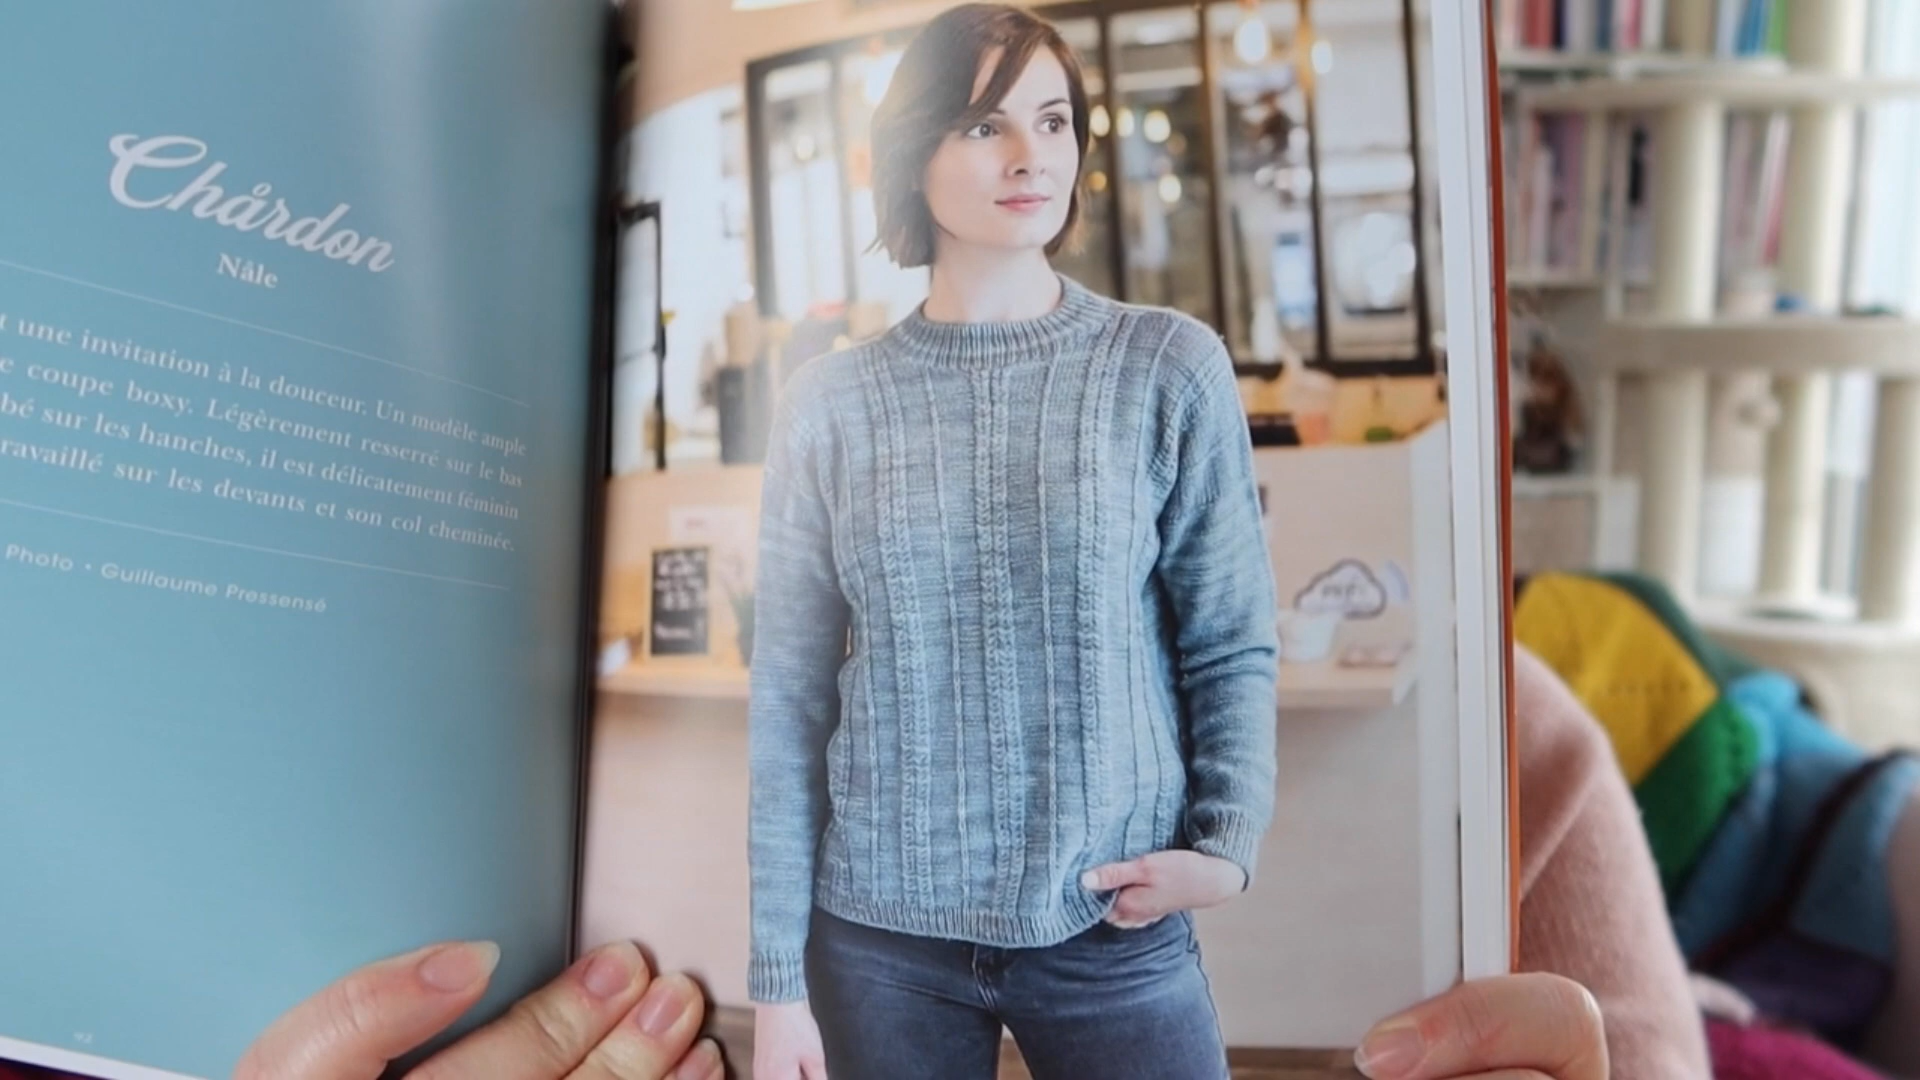 Chårdon
Nåle
t une invitation à la douceur. Un modèle ample
e coupe boxy. Légèrement resserré sur le bas
bé sur les hanches, il est délicatement féminin
ravaillé sur les devants et son col cheminée.
Photo • Guillaume Pressensé